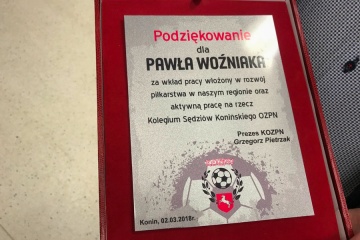 Podziękowanie
dla
PAWŁA WOŹNIAKA
za wkład pracy włożony w rozwój
piłkarstwa w naszym regionie oraz
aktywną pracę na rzecz
Kolegium Sędziów Konińskiego OZPN
Prezes KOZPN
Grzegorz Pietrzak
Konin, 02.03.2018r.